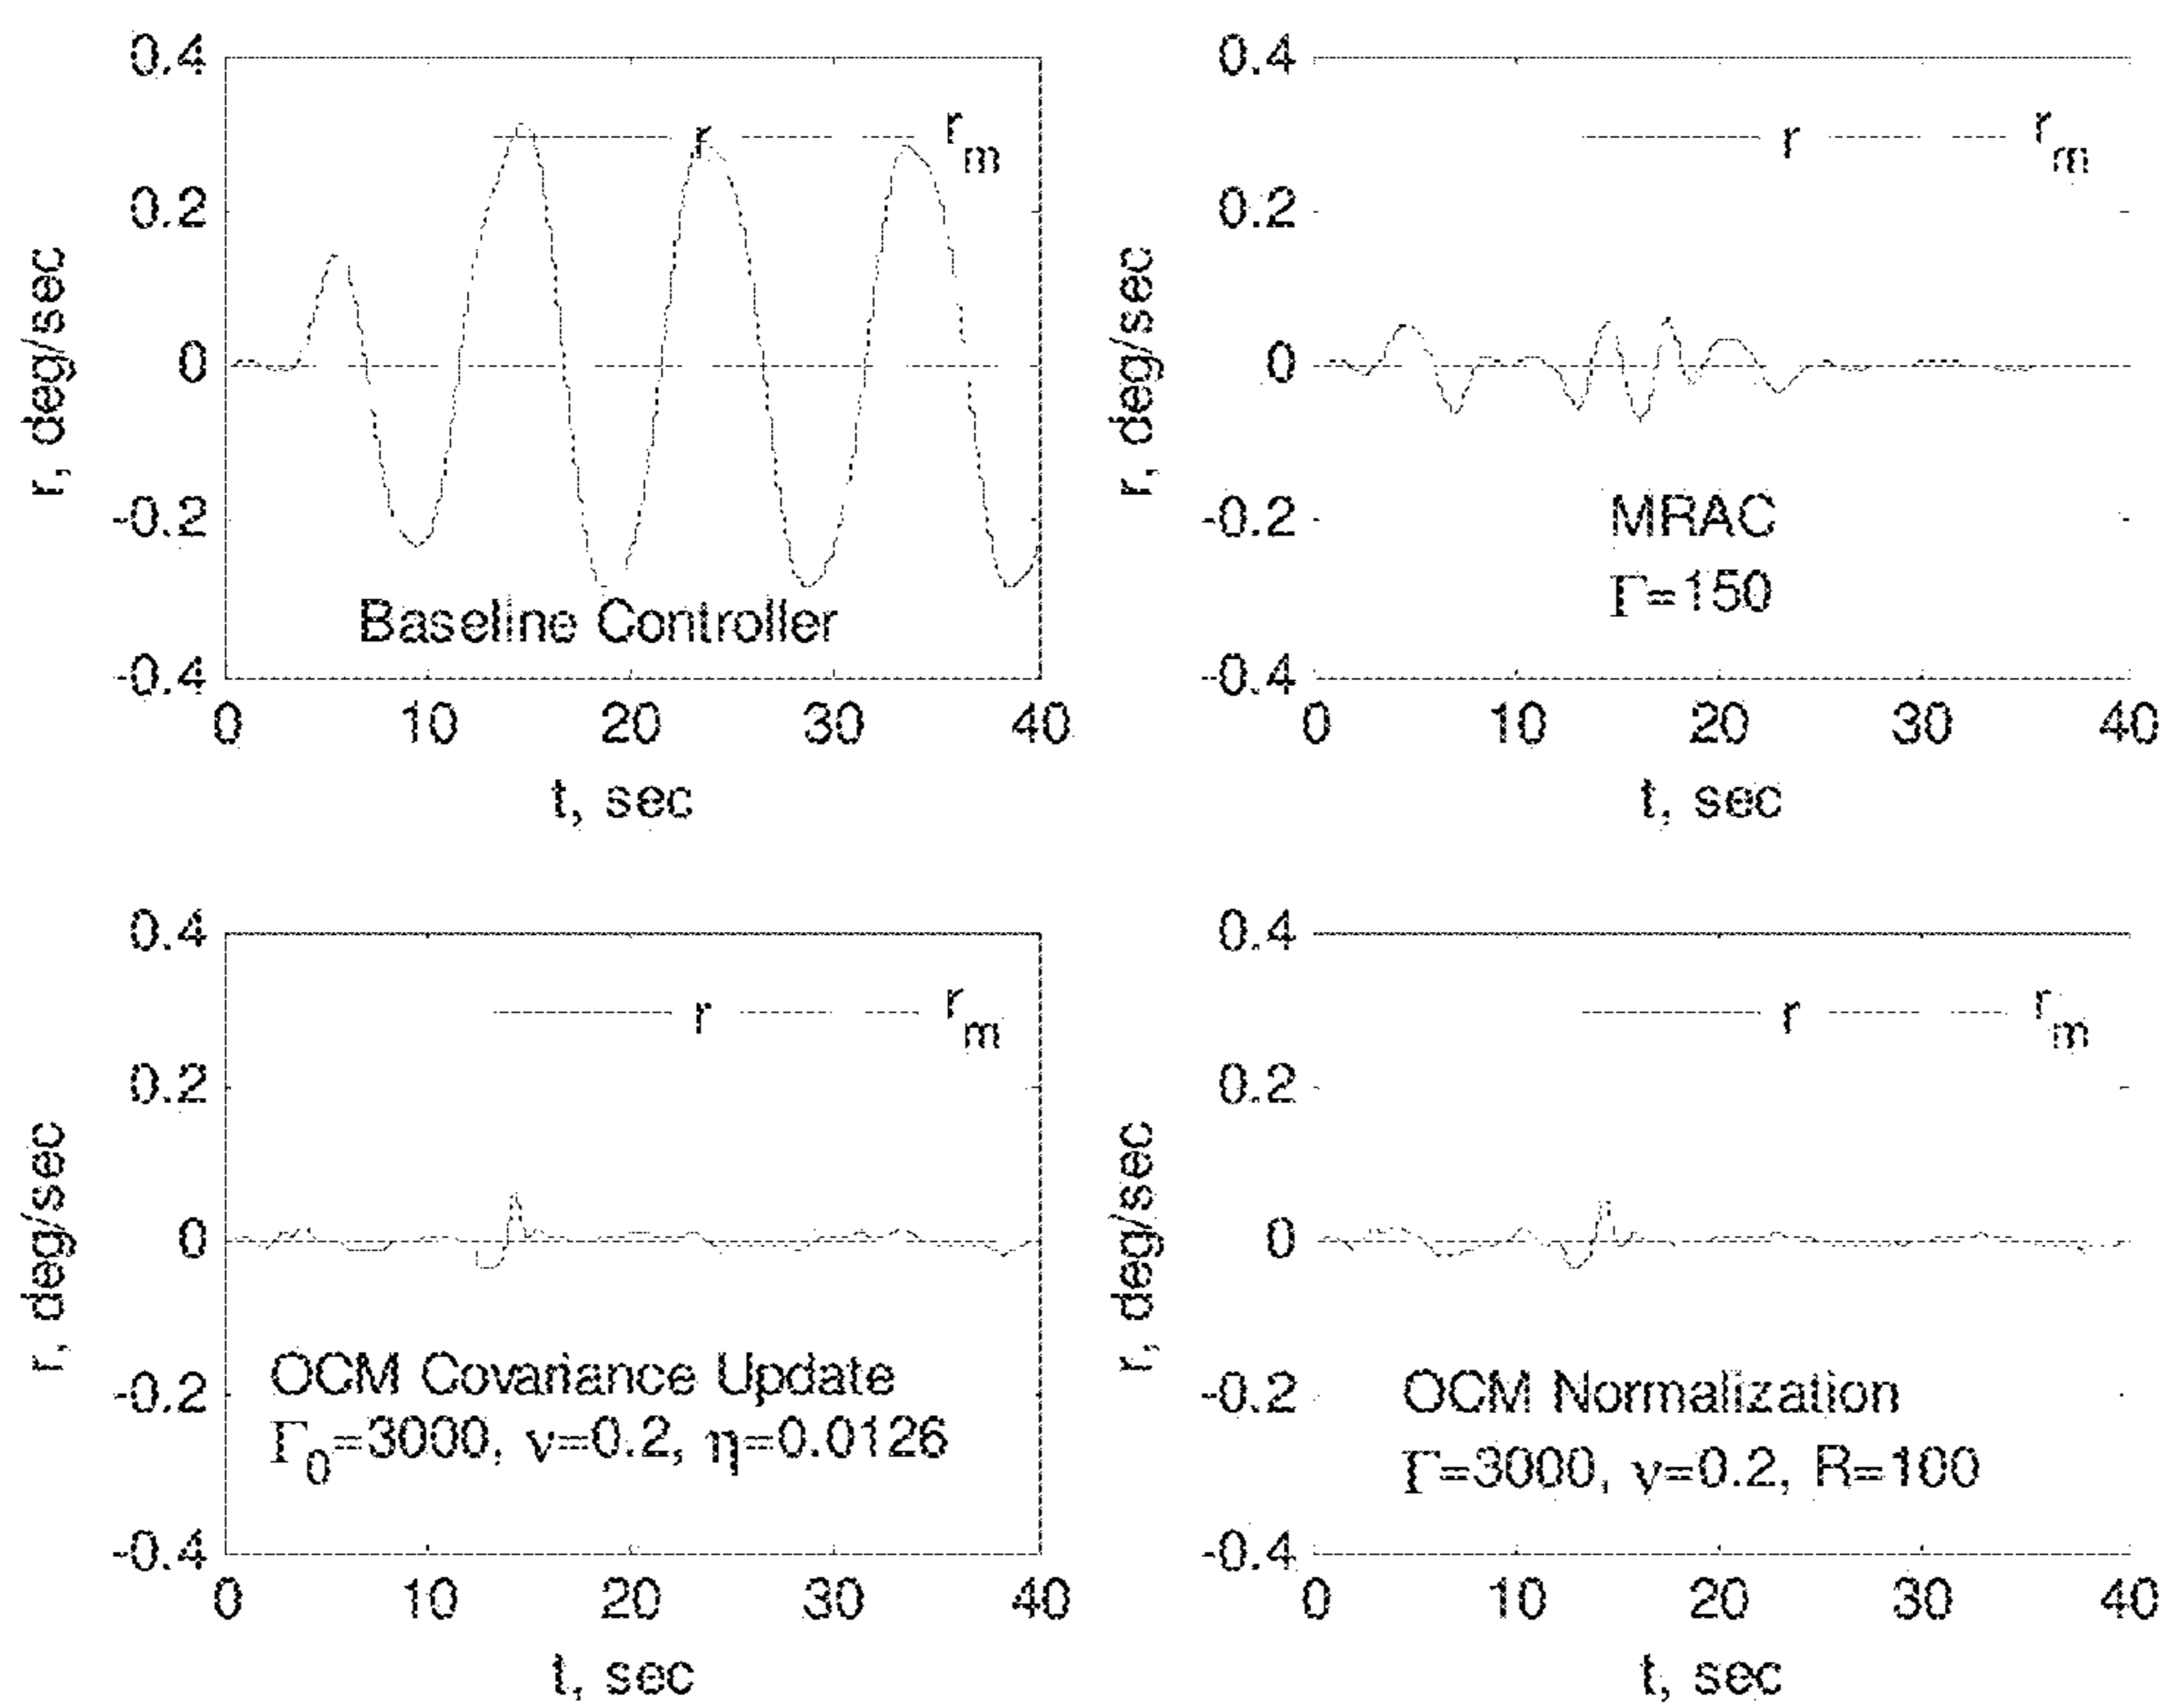 0.4
r r_m
0.2
0
-0.2
-0.4
r, deg/sec
Baseline Controller
0 10 20 30 40
t, sec
0.4
r r_m
0.2
0
-0.2
-0.4
r, deg/sec
MRAC
Γ=150
0 10 20 30 40
t, sec
0.4
r r_m
0.2
0
-0.2
-0.4
r, deg/sec
OCM Covariance Update
Γ_0=3000, ν=0.2, η=0.0126
0 10 20 30 40
t, sec
0.4
r r_m
0.2
0
-0.2
-0.4
r, deg/sec
OCM Normalization
Γ=3000, ν=0.2, R=100
0 10 20 30 40
t, sec